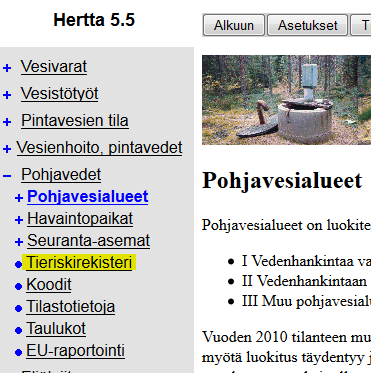 Hertta 5.5
Alkuun Asetukset
Vesivarat
Vesistötyöt
Pintavesien tila
Vesienhoito, pintavedet
Pohjavedet
Pohjavesialueet
Havaintopaikat
Seuranta-asemat
Tieriskirekisteri
Koodit
Tilastotietoja
Taulukot
EU-raportointi
Pohjavesialueet
Pohjavesialueet on luokite
I Vedenhankintaa va
II Vedenhankintaan
III Muu pohjavesialu
Vuoden 2010 tilanteen mu
myötä luokitus täydentyy j